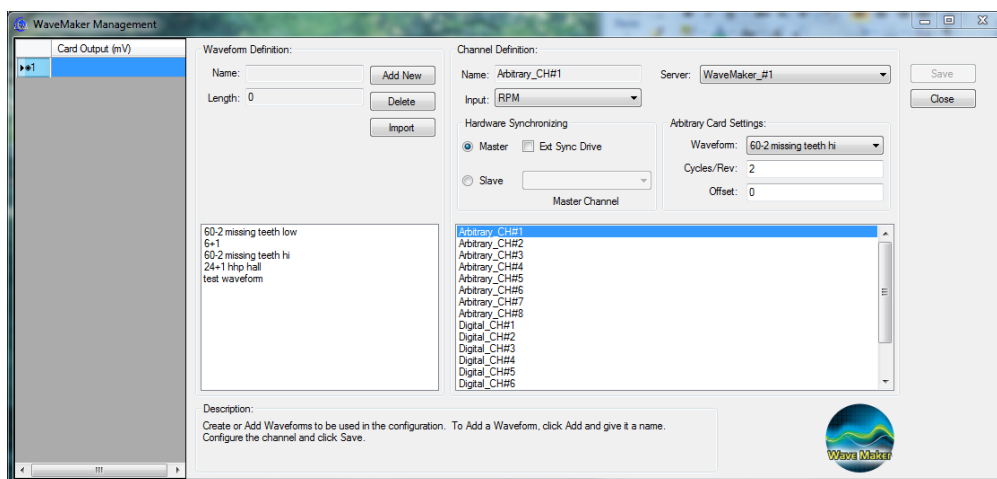 WaveMaker Management
Card Output (mV)
1
Waveform Definition:
Name:
Add New
Length: 0
Delete
Import
Channel Definition:
Name: Arbitrary_CH#1
Server: WaveMaker_#1
Save
Input: RPM
Close
Hardware Synchronizing
Master
Ext Sync Drive
Slave
Master Channel
Arbitrary Card Settings:
Waveform: 60-2 missing teeth hi
Cycles/Rev: 2
Offset: 0
60-2 missing teeth low
6+1
60-2 missing teeth hi
24+1 hhp hall
test waveform
Arbitrary_CH#1
Arbitrary_CH#2
Arbitrary_CH#3
Arbitrary_CH#4
Arbitrary_CH#5
Arbitrary_CH#6
Arbitrary_CH#7
Arbitrary_CH#8
Digital_CH#1
Digital_CH#2
Digital_CH#3
Digital_CH#4
Digital_CH#5
Digital_CH#6
Description:
Create or Add Waveforms to be used in the configuration. To Add a Waveform, click Add and give it a name.
Configure the channel and click Save.
Wave Maker